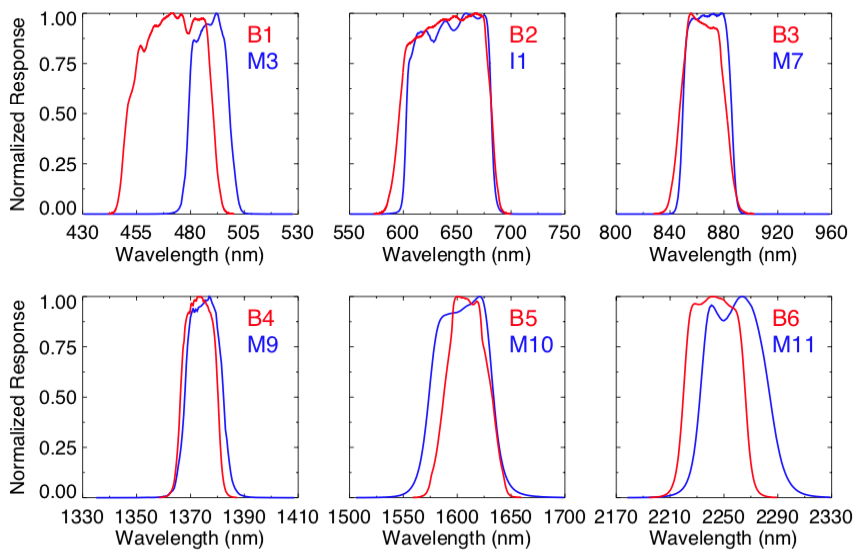 Normalized Response
1.00
0.75
0.50
0.25
0.00
B1
M3
430 455 480 505 530
Wavelength (nm)
B2
I1
550 600 650 700 750
Wavelength (nm)
B3
M7
800 840 880 920 960
Wavelength (nm)
Normalized Response
1.00
0.75
0.50
0.25
0.00
B4
M9
1330 1350 1370 1390 1410
Wavelength (nm)
B5
M10
1500 1550 1600 1650 1700
Wavelength (nm)
B6
M11
2170 2210 2250 2290 2330
Wavelength (nm)